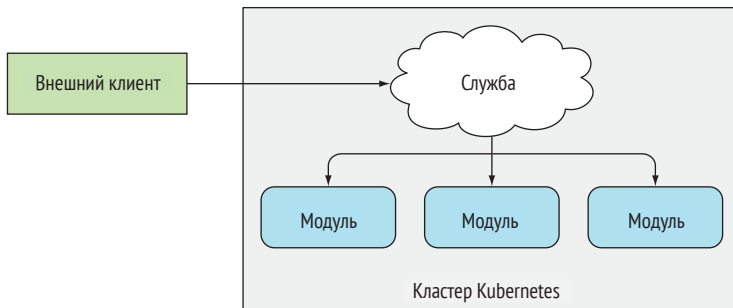 Внешний клиент
Служба
Модуль
Модуль
Модуль
Кластер Kubernetes